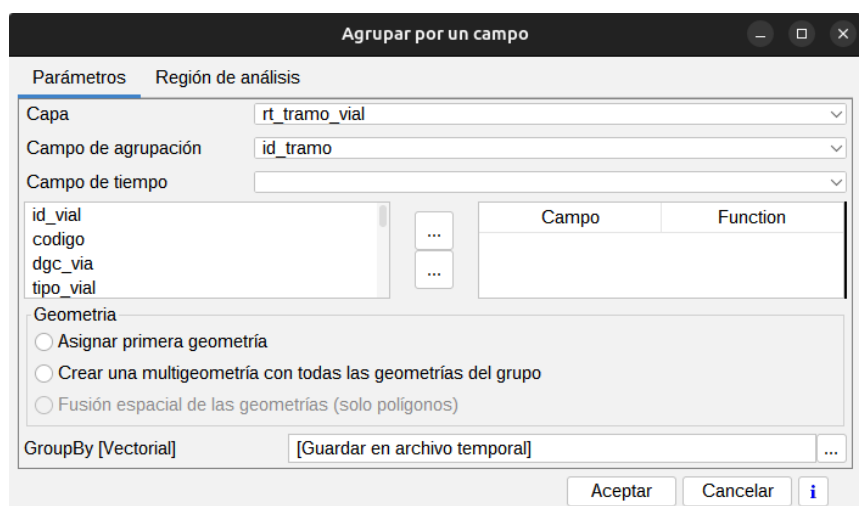 Agrupar por un campo
Parámetros Región de análisis
Capa rt_tramo_vial
Campo de agrupación id_tramo
Campo de tiempo
id_vial
codigo
dgc_via
tipo_vial
...
...
Campo Function
Geometria
Asignar primera geometría
Crear una multigeometría con todas las geometrías del grupo
Fusión espacial de las geometrías (solo polígonos)
GroupBy [Vectorial] [Guardar en archivo temporal] ...
Aceptar Cancelar i